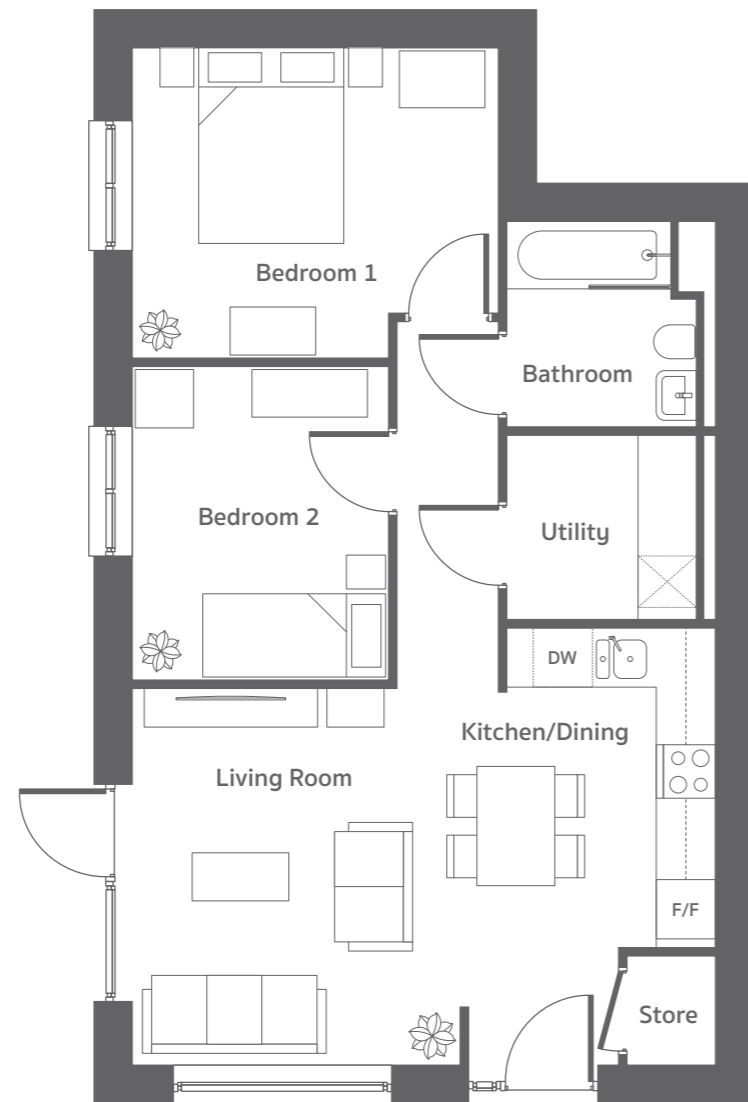 Bedroom 1
Bathroom
Bedroom 2
Utility
DW
Kitchen/Dining
Living Room
F/F
Store